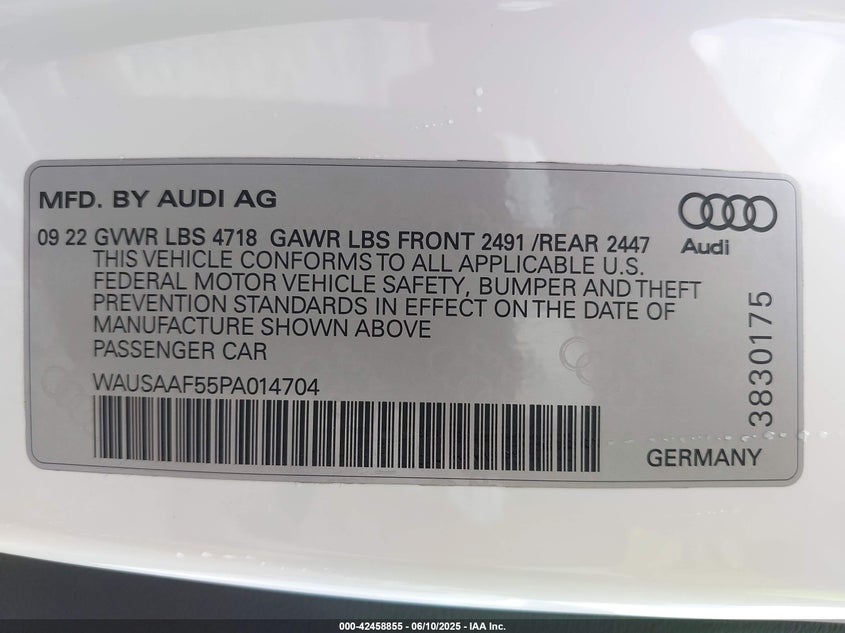 MFD. BY AUDI AG
Audi
09 22 GVWR LBS 4718 GAWR LBS FRONT 2491 /REAR 2447
THIS VEHICLE CONFORMS TO ALL APPLICABLE U.S.
FEDERAL MOTOR VEHICLE SAFETY, BUMPER AND THEFT
PREVENTION STANDARDS IN EFFECT ON THE DATE OF
MANUFACTURE SHOWN ABOVE
PASSENGER CAR
WAUSAAF55PA014704
3830175
GERMANY
000-42458855 - 06/10/2025 - IAA Inc.